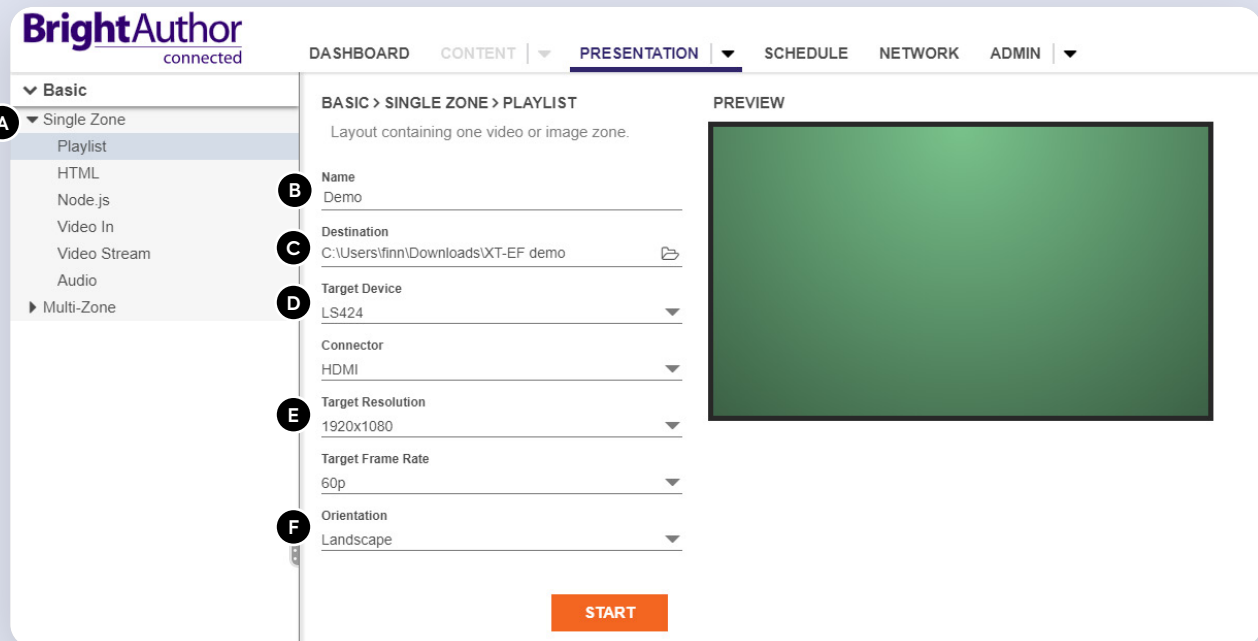 BrightAuthor
connected
DASHBOARD CONTENT PRESENTATION SCHEDULE NETWORK ADMIN
Basic
A
Single Zone
Playlist
HTML
Node.js
Video In
Video Stream
Audio
Multi-Zone
BASIC > SINGLE ZONE > PLAYLIST
Layout containing one video or image zone.
B
Name
Demo
C
Destination
C:\Users\finn\Downloads\XT-EF demo
D
Target Device
LS424
Connector
HDMI
E
Target Resolution
1920x1080
Target Frame Rate
60p
F
Orientation
Landscape
START
PREVIEW